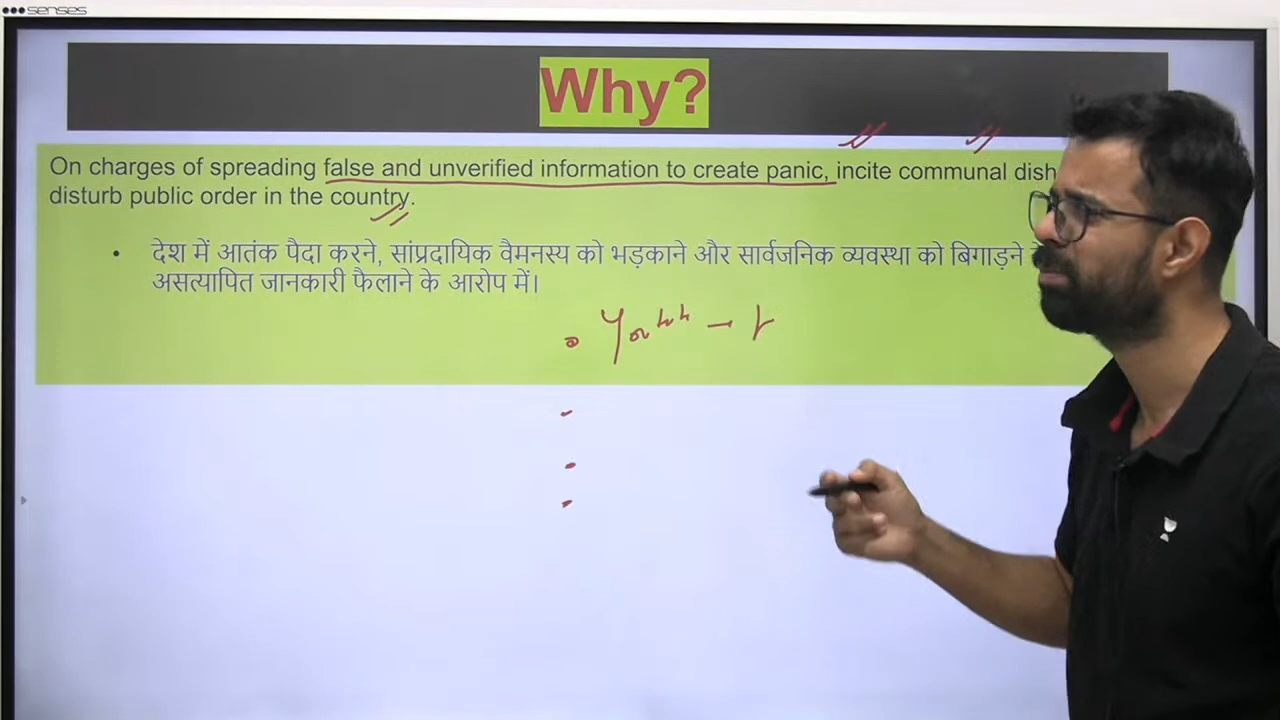 senses
Why?
On charges of spreading false and unverified information to create panic, incite communal dish
disturb public order in the country.
• देश में आतंक पैदा करने, सांप्रदायिक वैमनस्य को भड़काने और सार्वजनिक व्यवस्था को बिगाड़ने
असत्यापित जानकारी फैलाने के आरोप में।